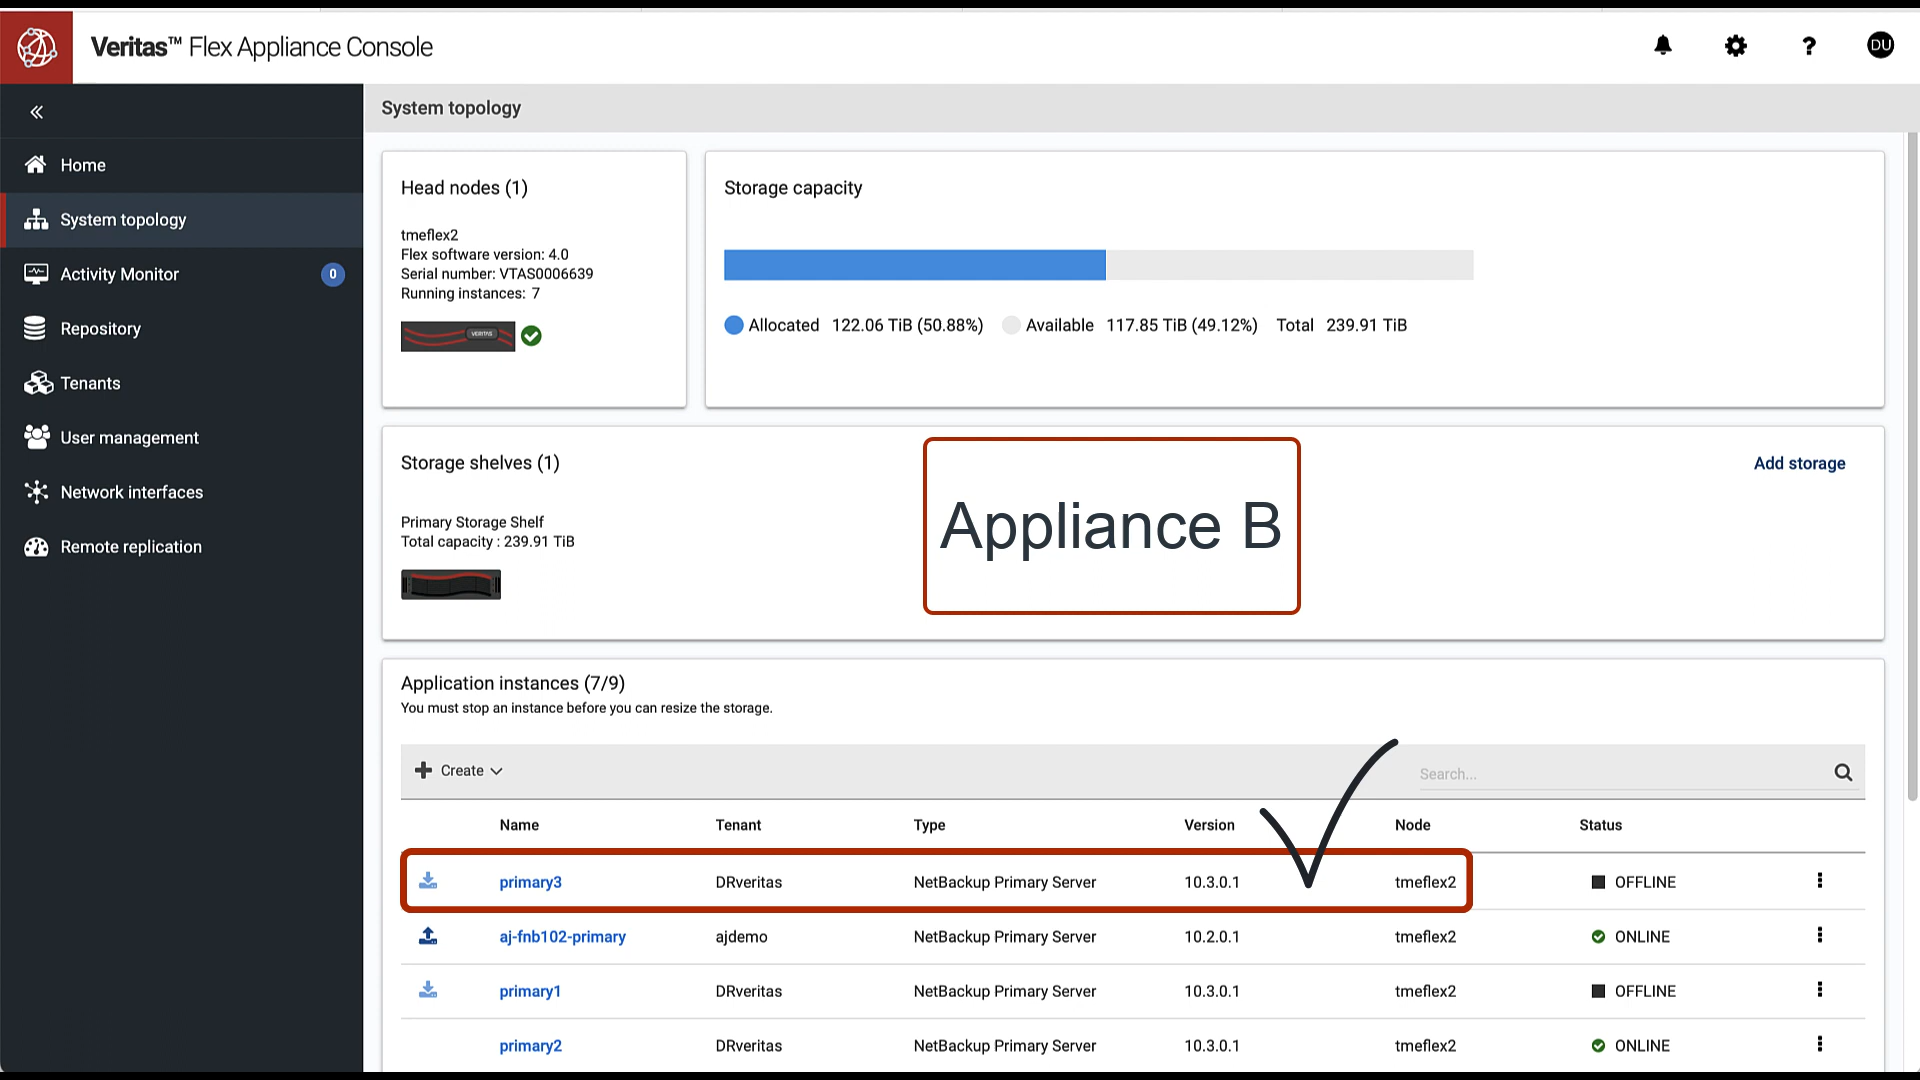 Veritas™ Flex Appliance Console
DU
System topology
Home
System topology
Activity Monitor 0
Repository
Tenants
User management
Network interfaces
Remote replication
Head nodes (1)
tmeflex2
Flex software version: 4.0
Serial number: VTAS0006639
Running instances: 7
VERITAS
Storage capacity
Allocated 122.06 TiB (50.88%) Available 117.85 TiB (49.12%) Total 239.91 TiB
Storage shelves (1)
Add storage
Primary Storage Shelf
Total capacity : 239.91 TiB
Appliance B
Application instances (7/9)
You must stop an instance before you can resize the storage.
Create
Search...
Name Tenant Type Version Node Status
primary3 DRveritas NetBackup Primary Server 10.3.0.1 tmeflex2 OFFLINE
aj-fnb102-primary ajdemo NetBackup Primary Server 10.2.0.1 tmeflex2 ONLINE
primary1 DRveritas NetBackup Primary Server 10.3.0.1 tmeflex2 OFFLINE
primary2 DRveritas NetBackup Primary Server 10.3.0.1 tmeflex2 ONLINE